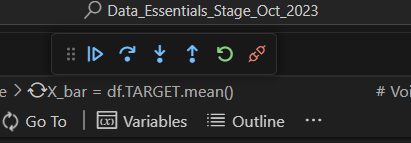 Data_Essentials_Stage_Oct_2023
e > X_bar = df.TARGET.mean() # Voi
Go To Variables Outline ...